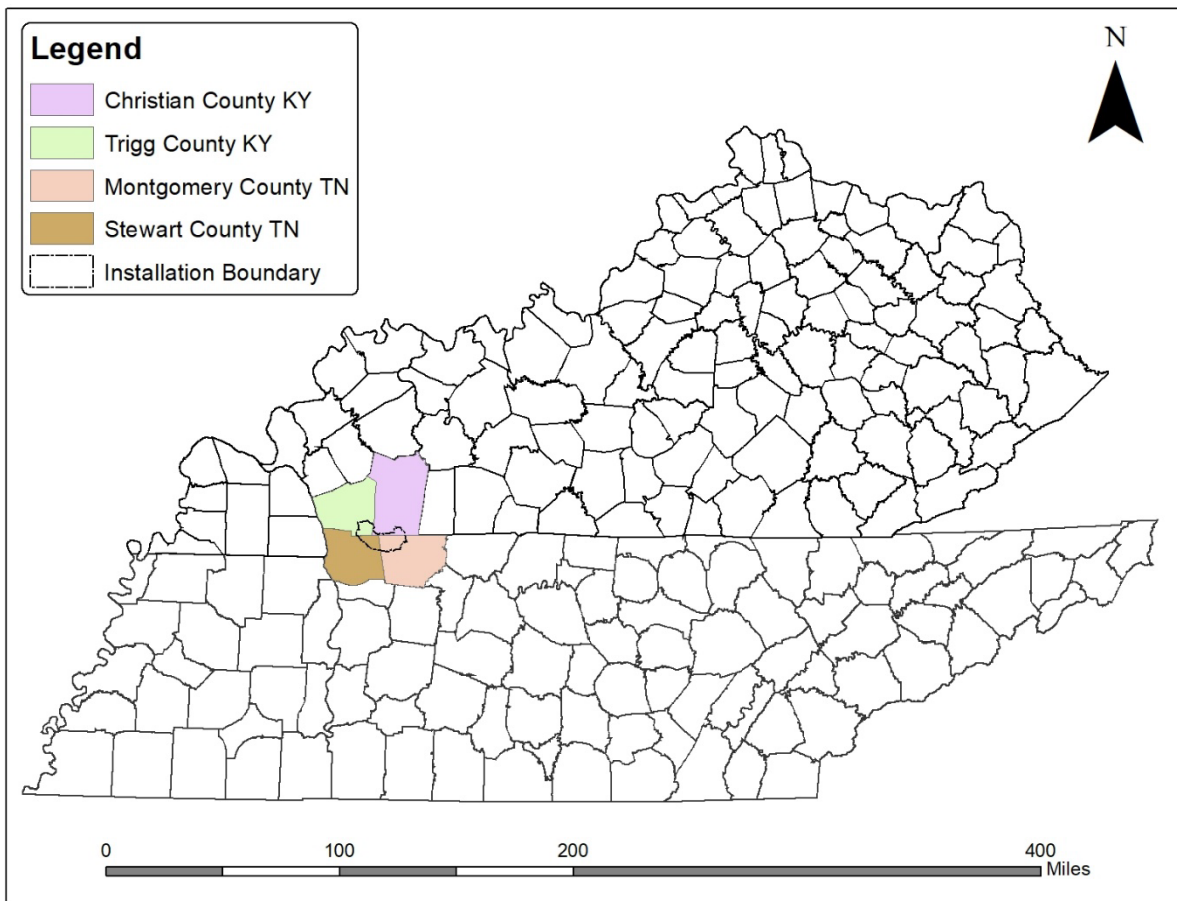 Legend
Christian County KY
Trigg County KY
Montgomery County TN
Stewart County TN
Installation Boundary
N
0 100 200 400
Miles